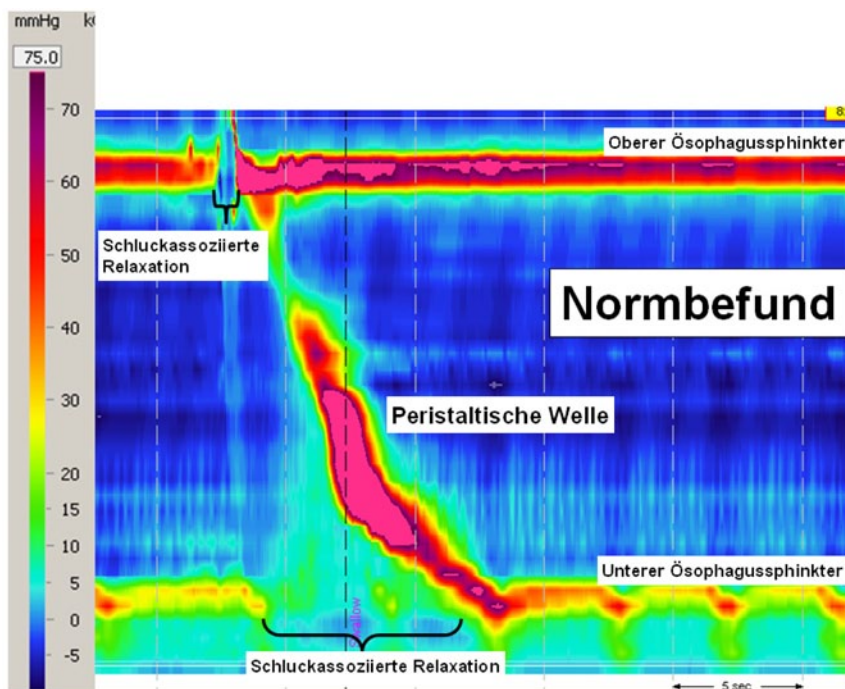 mmHg
75.0
70
60
50
40
30
20
15
10
5
0
-5
Oberer Ösophagussphinkter
Schluckassoziierte
Relaxation
Normbefund
Peristaltische Welle
Unterer Ösophagussphinkter
swallow
Schluckassoziierte Relaxation
5 sec